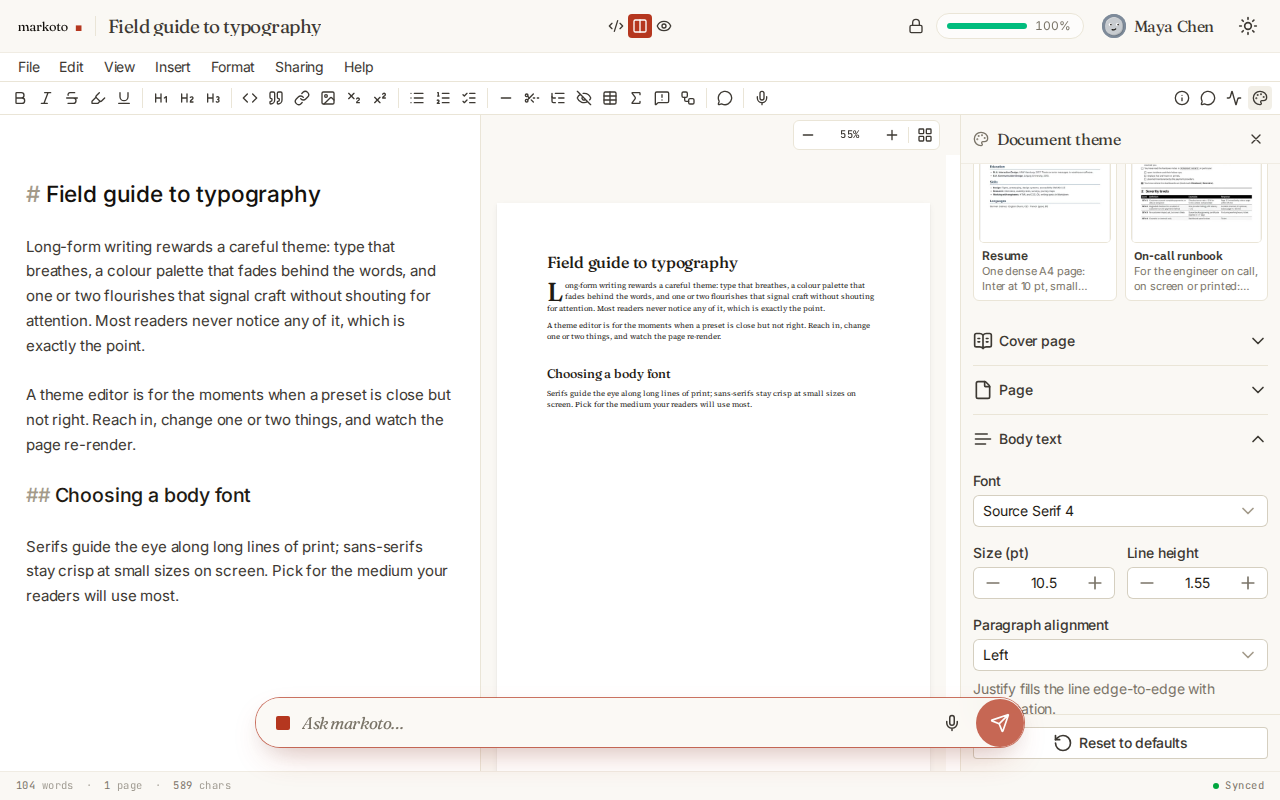 markoto
Field guide to typography
100%
Maya Chen
File Edit View Insert Format Sharing Help
H1 H2 H3
55%
Document theme
# Field guide to typography
Long-form writing rewards a careful theme: type that
breathes, a colour palette that fades behind the words, and
one or two flourishes that signal craft without shouting for
attention. Most readers never notice any of it, which is
exactly the point.
A theme editor is for the moments when a preset is close but
not right. Reach in, change one or two things, and watch the
page re-render.
## Choosing a body font
Serifs guide the eye along long lines of print; sans-serifs
stay crisp at small sizes on screen. Pick for the medium your
readers will use most.
Field guide to typography
Long-form writing rewards a careful theme: type that breathes, a colour palette that
fades behind the words, and one or two flourishes that signal craft without shouting
for attention. Most readers never notice any of it, which is exactly the point.
A theme editor is for the moments when a preset is close but not right. Reach in, change
one or two things, and watch the page re-render.
Choosing a body font
Serifs guide the eye along long lines of print; sans-serifs stay crisp at small sizes on
screen. Pick for the medium your readers will use most.
Resume
One dense A4 page:
Inter at 10 pt, small...
On-call runbook
For the engineer on call,
on screen or printed:...
Cover page
Page
Body text
Font
Source Serif 4
Size (pt)
Line height
10.5
1.55
Paragraph alignment
Left
Justify fills the line edge-to-edge with
Ask markoto...
Reset to defaults
104 words · 1 page · 589 chars
Synced